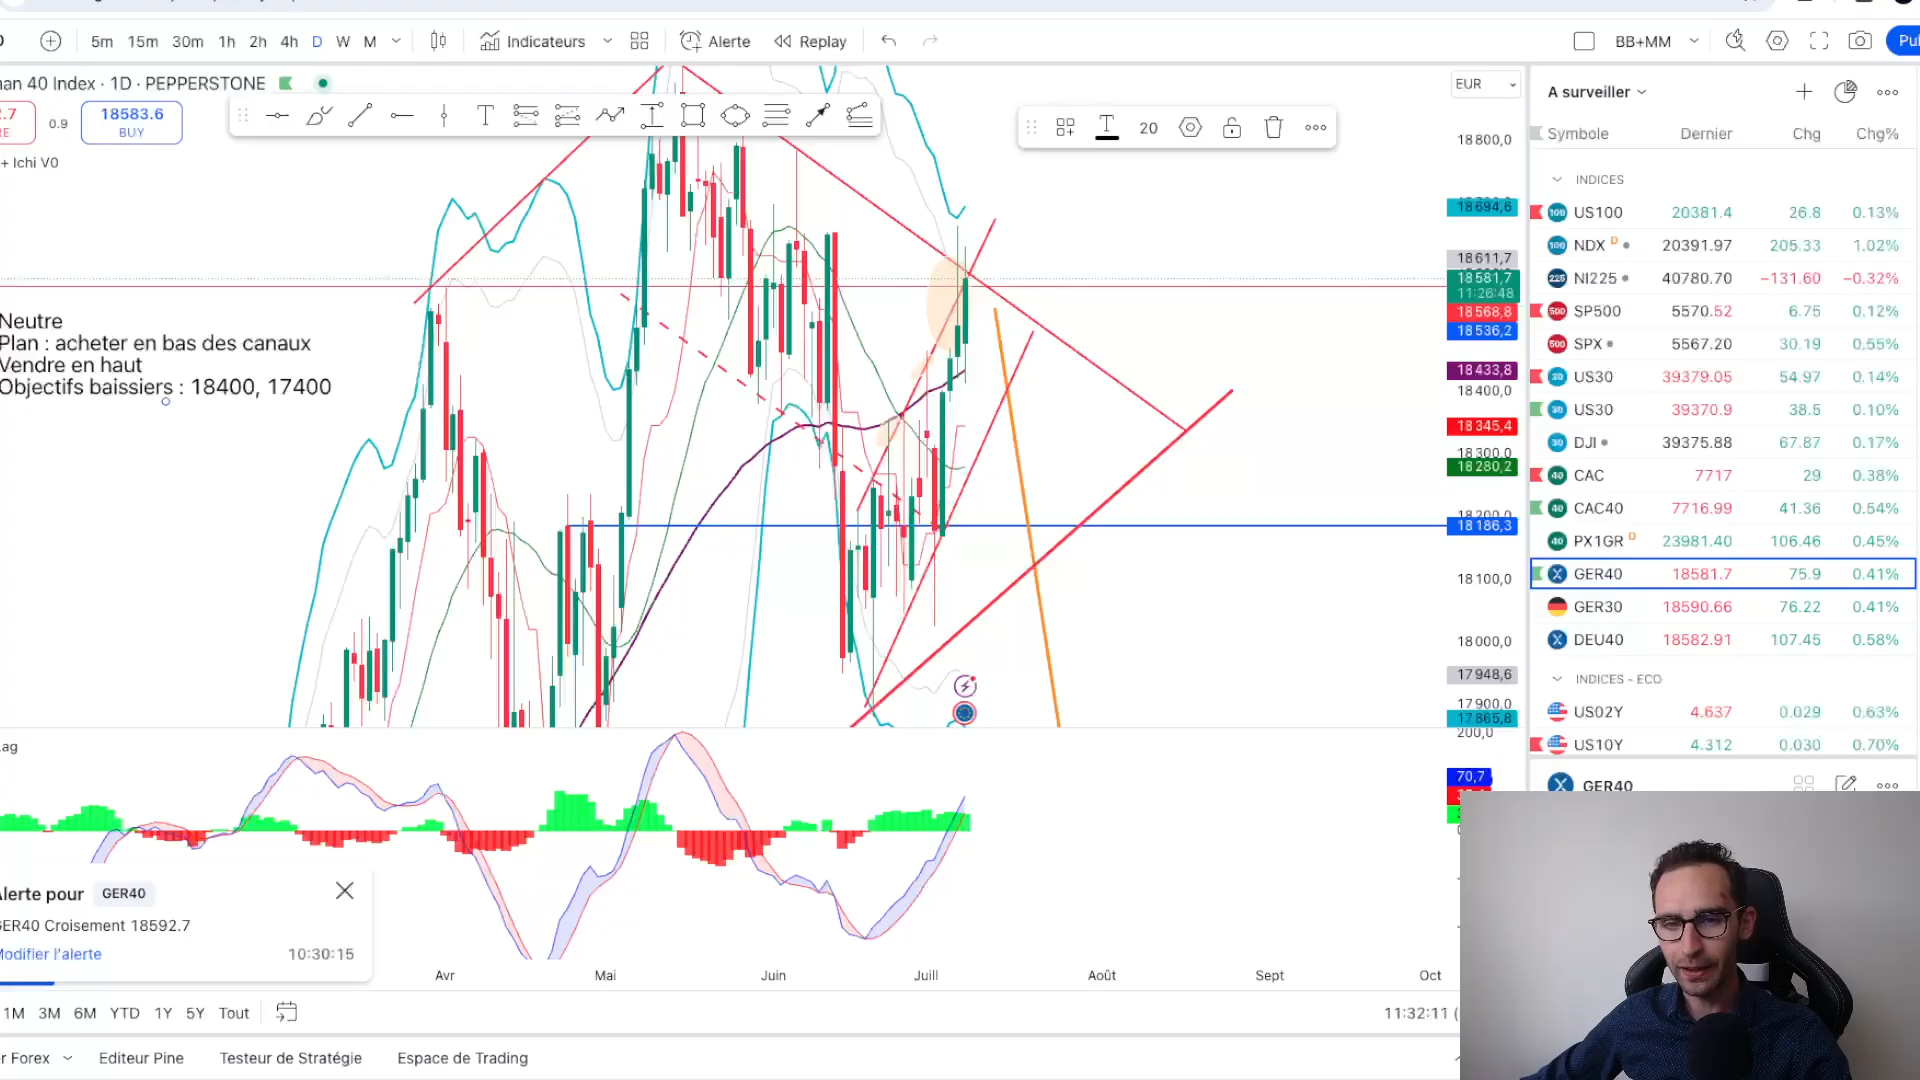 5m 15m 30m 1h 2h 4h D W M Indicateurs Alerte Replay BB+MM
an 40 Index · 1D · PEPPERSTONE
EUR
A surveiller
0.9
18583.6
BUY
20
+ Ichi V0
Symbole Dernier Chg Chg%
INDICES
US100 20381.4 26.8 0.13%
NDX D 20391.97 205.33 1.02%
NI225 40780.70 −131.60 −0.32%
SP500 5570.52 6.75 0.12%
SPX 5567.20 30.19 0.55%
US30 39379.05 54.97 0.14%
US30 39370.9 38.5 0.10%
DJI 39375.88 67.87 0.17%
CAC 7717 29 0.38%
CAC40 7716.99 41.36 0.54%
PX1GR D 23981.40 106.46 0.45%
GER40 18581.7 75.9 0.41%
GER30 18590.66 76.22 0.41%
DEU40 18582.91 107.45 0.58%
INDICES - ECO
US02Y 4.637 0.029 0.63%
US10Y 4.312 0.030 0.70%
GER40
Neutre
Plan : acheter en bas des canaux
Vendre en haut
Objectifs baissiers : 18400, 17400
18 800,0
18 694,6
18 611,7
18 581,7
11:26:48
18 568,8
18 536,2
18 433,8
18 400,0
18 345,4
18 300,0
18 280,2
18 200,0
18 186,3
18 100,0
18 000,0
17 948,6
17 900,0
17 865,8
200,0
70,7
Alerte pour GER40
GER40 Croisement 18592.7
Modifier l'alerte 10:30:15
Avr Mai Juin Juill Août Sept Oct
1M 3M 6M YTD 1Y 5Y Tout 11:32:11
r Forex Editeur Pine Testeur de Stratégie Espace de Trading